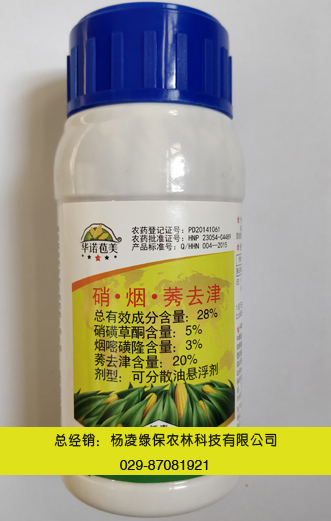 华诺苞美
农药登记证号：PD20141061
农药批准证号：HNP 23054-D4489
产品标准号：Q/HHN 004—2015
硝·烟·莠去津
总有效成分含量：28%
硝磺草酮含量：5%
烟嘧磺隆含量：3%
莠去津含量：20%
剂型：可分散油悬浮剂
总经销：杨凌绿保农林科技有限公司
029-87081921